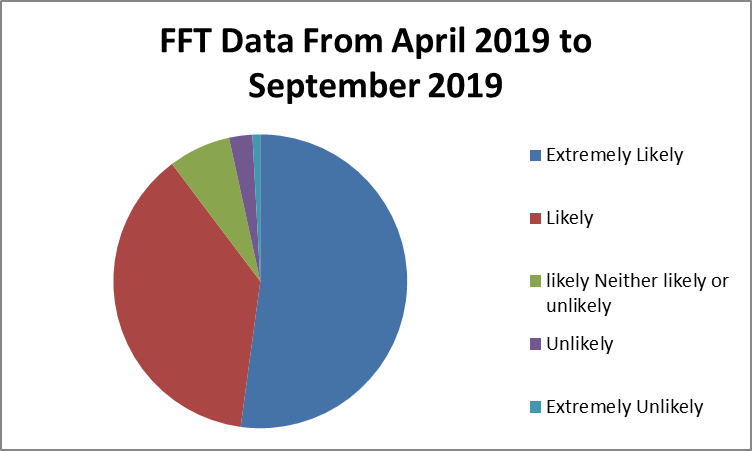 FFT Data From April 2019 to
September 2019
Extremely Likely
Likely
likely Neither likely or
unlikely
Unlikely
Extremely Unlikely